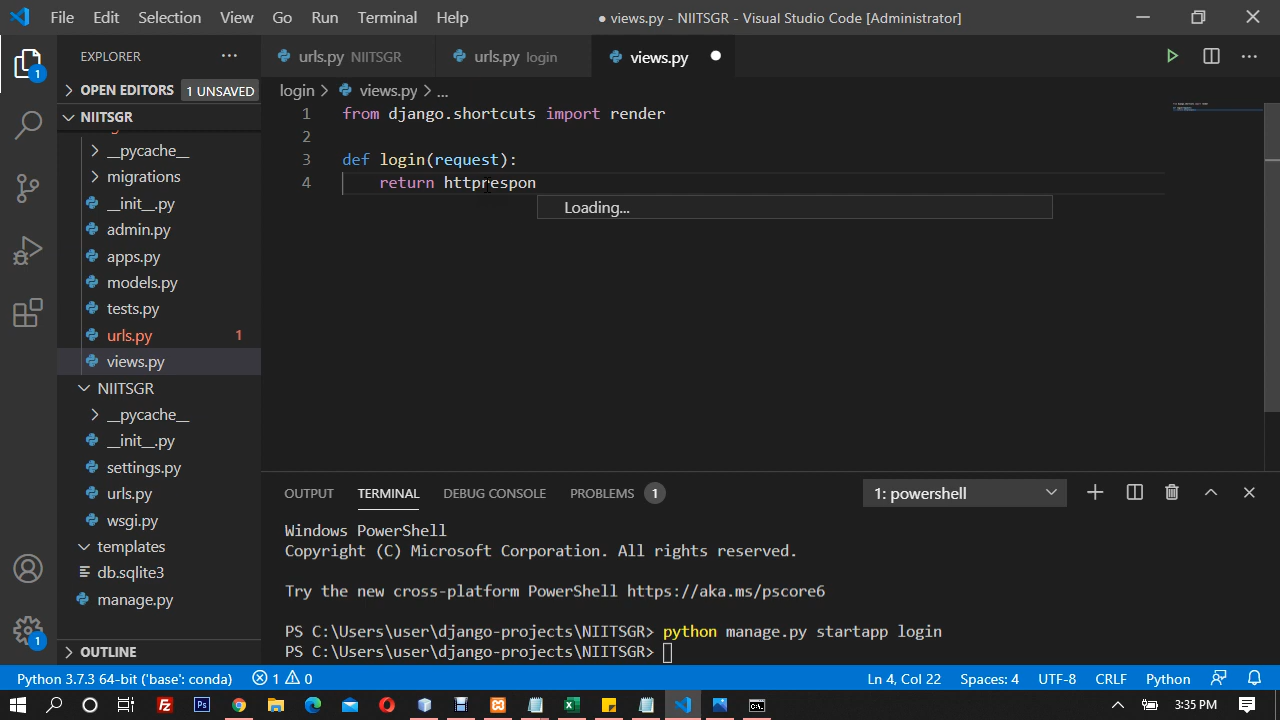 File Edit Selection View Go Run Terminal Help ● views.py - NIITSGR - Visual Studio Code [Administrator]
EXPLORER
OPEN EDITORS 1 UNSAVED
NIITSGR
__pycache__
migrations
__init__.py
admin.py
apps.py
models.py
tests.py
urls.py 1
views.py
NIITSGR
__pycache__
__init__.py
settings.py
urls.py
wsgi.py
templates
db.sqlite3
manage.py
OUTLINE
1
1
urls.py NIITSGR urls.py login views.py
login > views.py > ...
1 from django.shortcuts import render
2
3 def login(request):
4 return httprespon
Loading...
OUTPUT TERMINAL DEBUG CONSOLE PROBLEMS 1 1: powershell
Windows PowerShell
Copyright (C) Microsoft Corporation. All rights reserved.
Try the new cross-platform PowerShell https://aka.ms/pscore6
PS C:\Users\user\django-projects\NIITSGR> python manage.py startapp login
PS C:\Users\user\django-projects\NIITSGR>
Python 3.7.3 64-bit ('base': conda) 1 0 Ln 4, Col 22 Spaces: 4 UTF-8 CRLF Python
3:35 PM